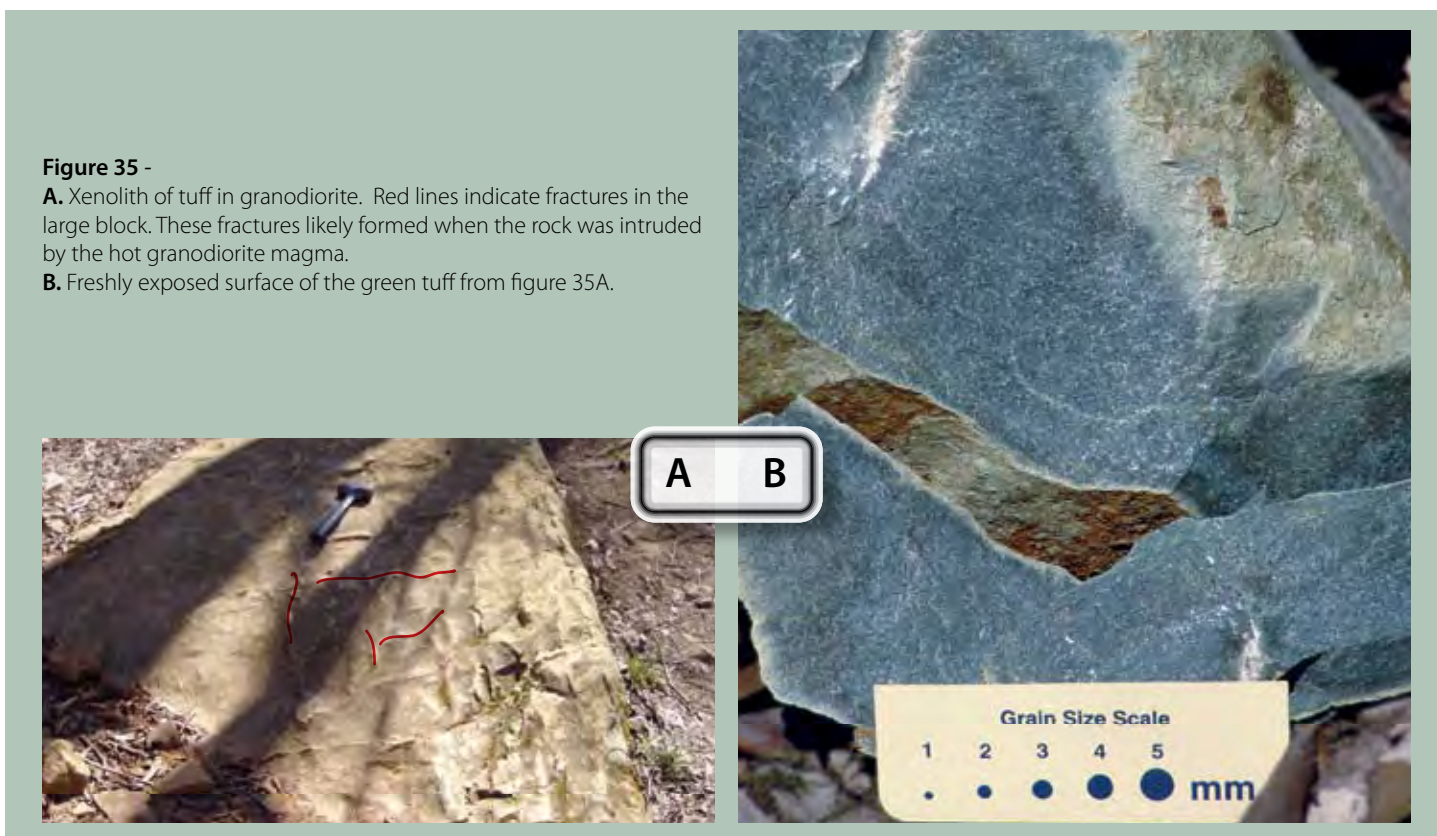 Figure 35 -
A. Xenolith of tuff in granodiorite. Red lines indicate fractures in the
large block. These fractures likely formed when the rock was intruded
by the hot granodiorite magma.
B. Freshly exposed surface of the green tuff from figure 35A.
A B
Grain Size Scale
1 2 3 4 5
mm